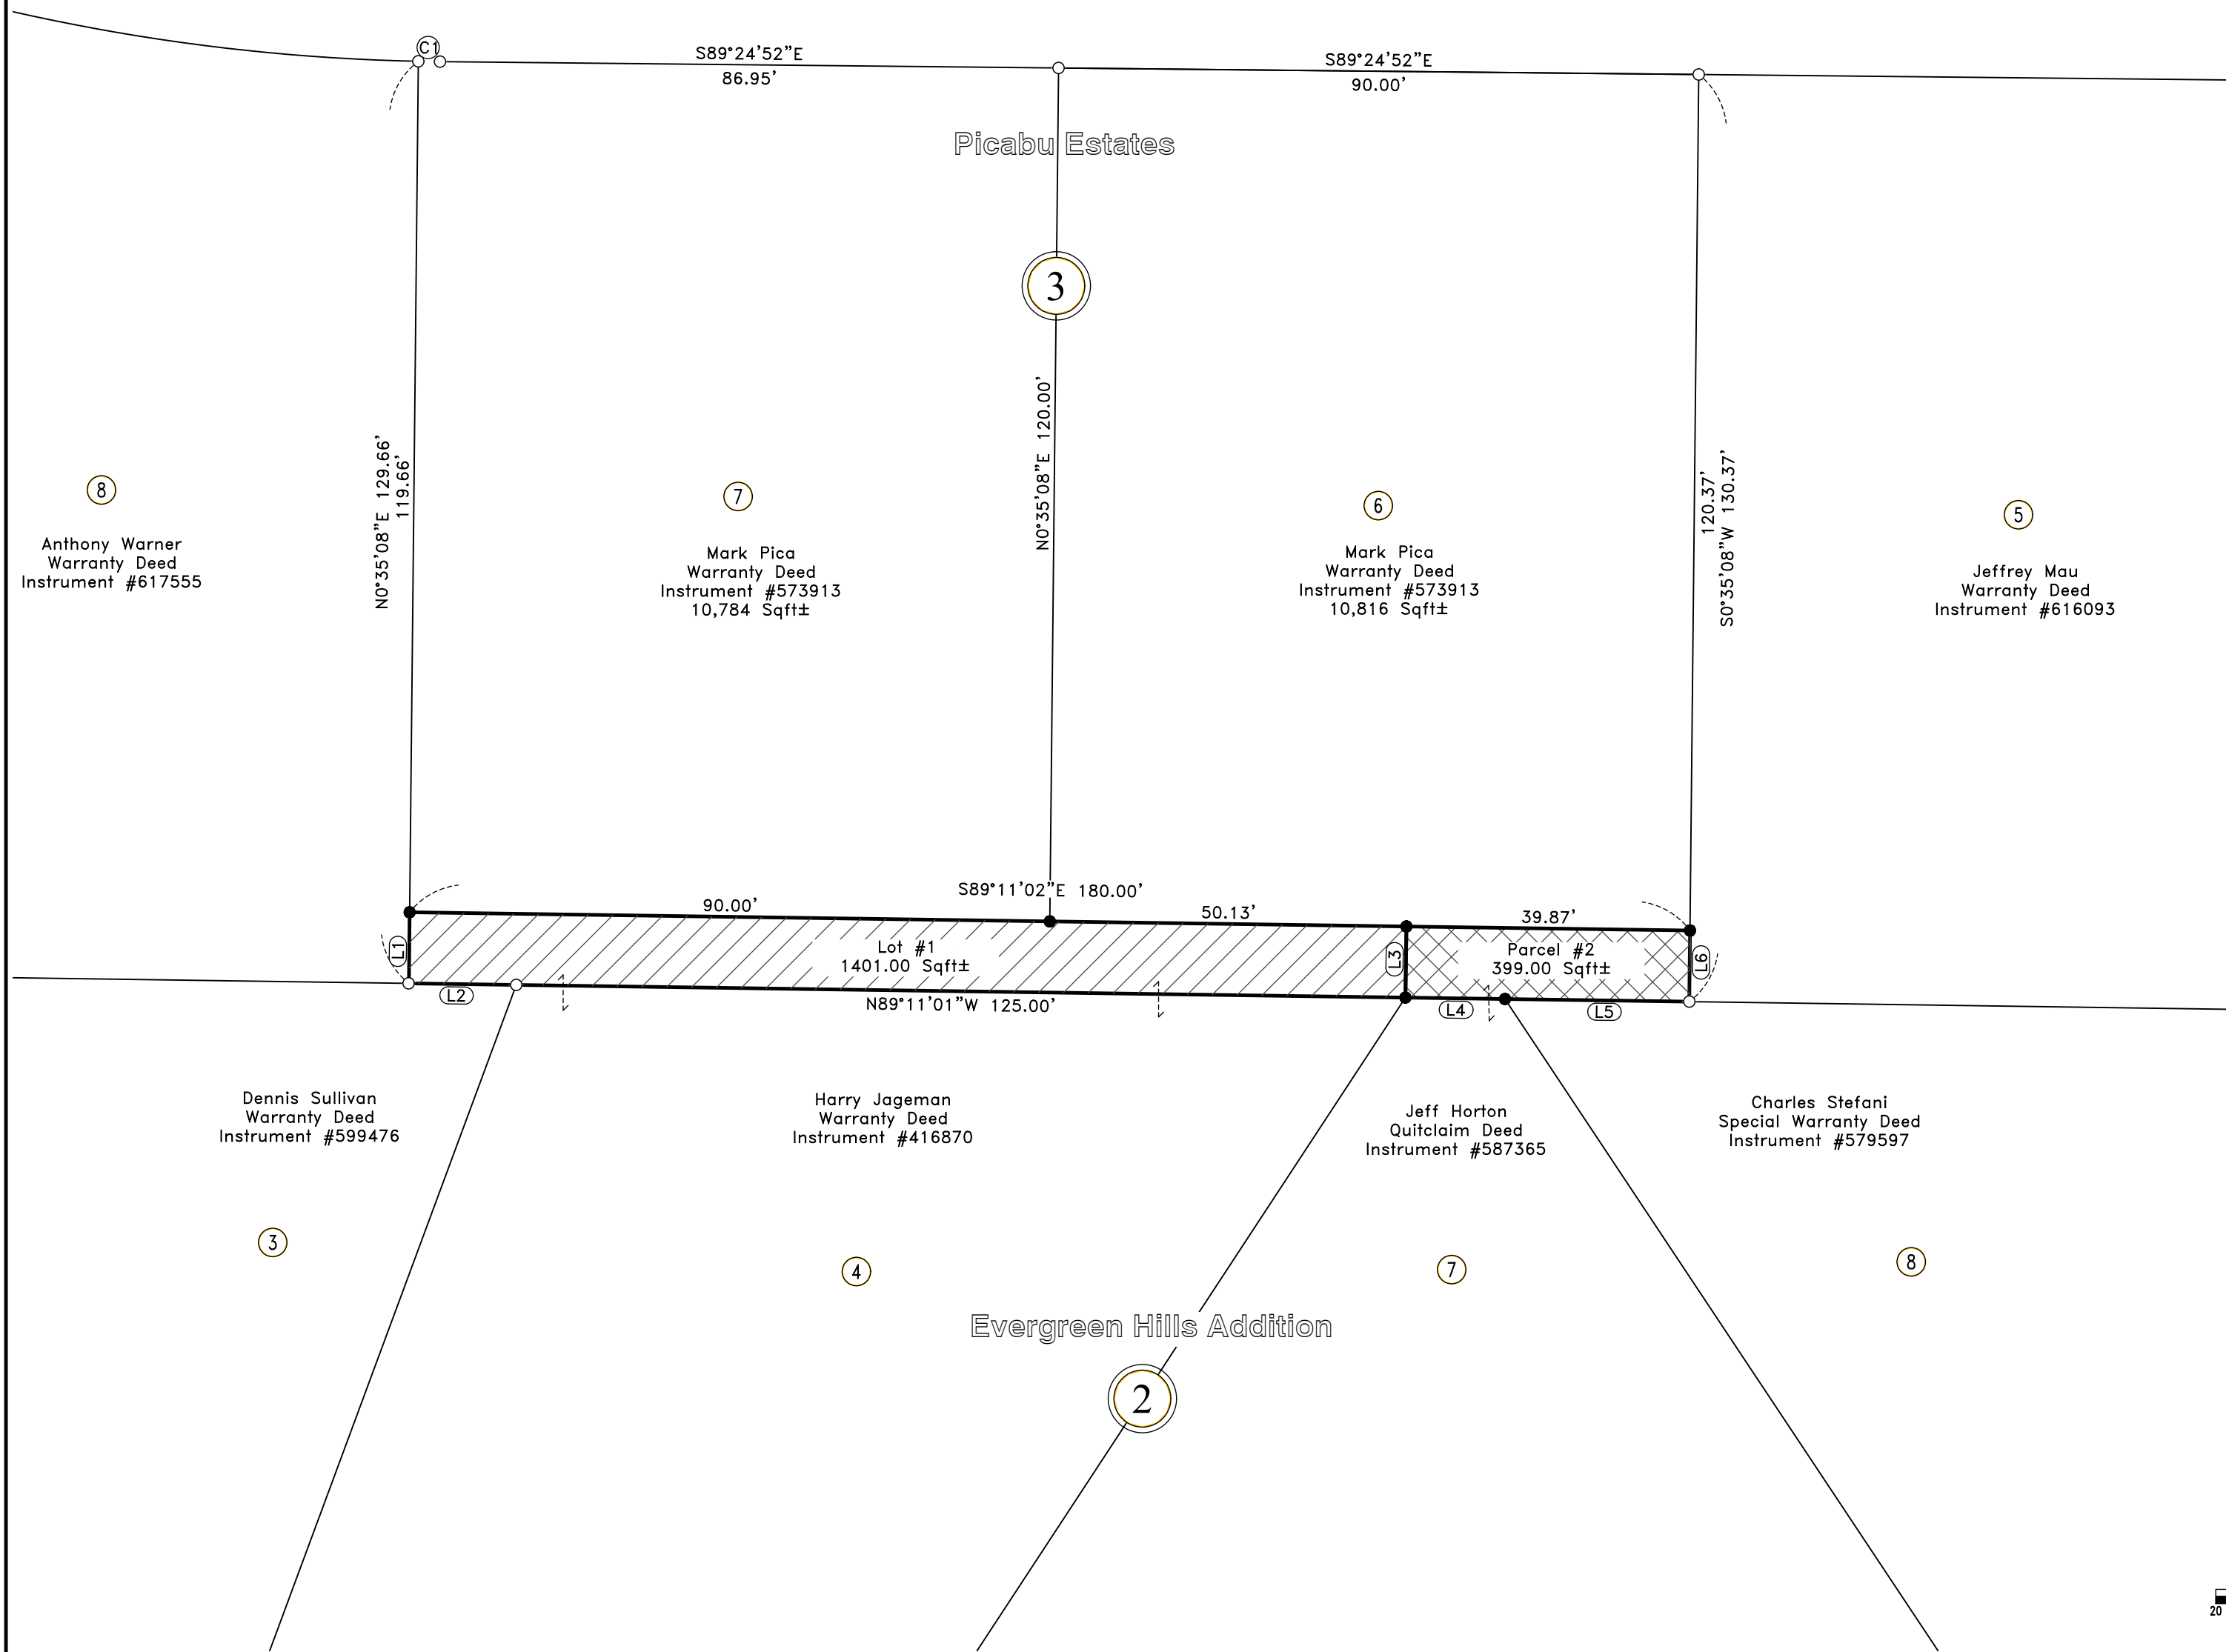 C1
S89°24'52"E
86.95'
S89°24'52"E
90.00'
Picabu Estates
3
N0°35'08"E 129.66'
119.66'
N0°35'08"E 120.00'
120.37'
S0°35'08"W 130.37'
8
Anthony Warner
Warranty Deed
Instrument #617555
7
Mark Pica
Warranty Deed
Instrument #573913
10,784 Sqft±
6
Mark Pica
Warranty Deed
Instrument #573913
10,816 Sqft±
5
Jeffrey Mau
Warranty Deed
Instrument #616093
S89°11'02"E 180.00'
90.00'
50.13'
39.87'
L1
Lot #1
1401.00 Sqft±
L3
Parcel #2
399.00 Sqft±
L6
L2
N89°11'01"W 125.00'
L4
L5
Dennis Sullivan
Warranty Deed
Instrument #599476
Harry Jageman
Warranty Deed
Instrument #416870
Jeff Horton
Quitclaim Deed
Instrument #587365
Charles Stefani
Special Warranty Deed
Instrument #579597
3
4
7
8
Evergreen Hills Addition
2
20